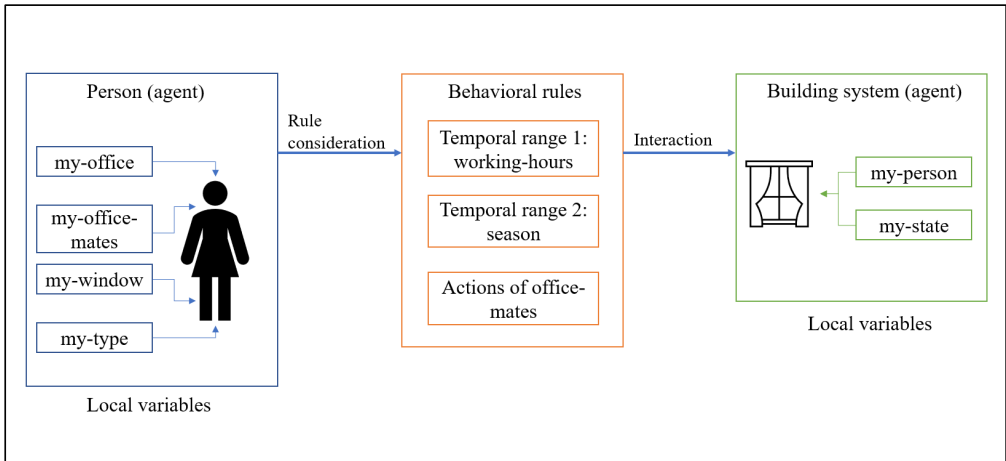 Person (agent)
my-office
my-office-
mates
my-window
my-type
Local variables
Rule
consideration
Behavioral rules
Temporal range 1:
working-hours
Temporal range 2:
season
Actions of office-
mates
Interaction
Building system (agent)
my-person
my-state
Local variables